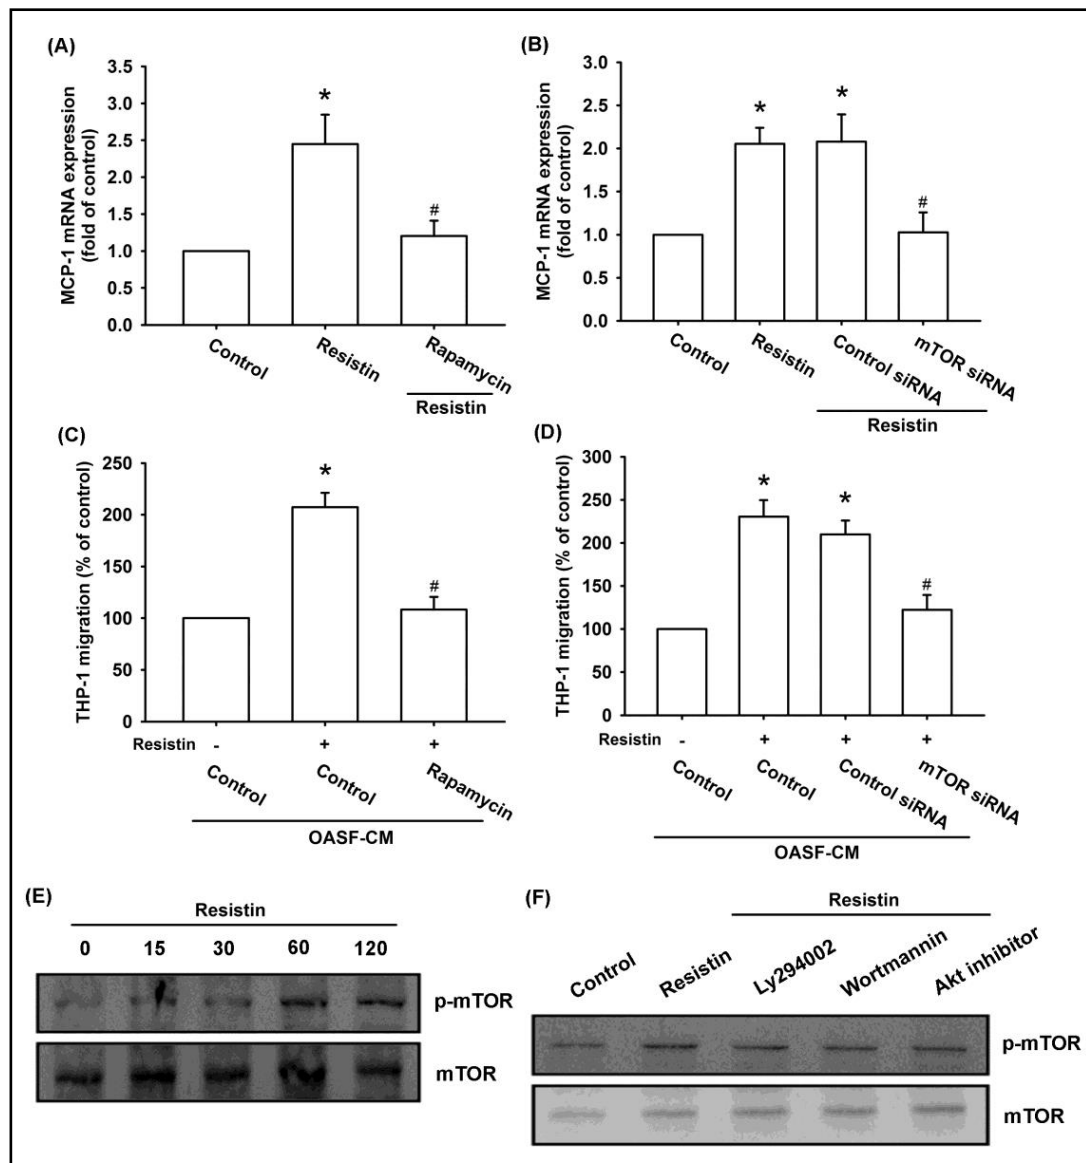 (A)
MCP-1 mRNA expression
(fold of control)
3.5
3.0
2.5
2.0
1.5
1.0
0.5
0.0
*
#
Control
Resistin
Rapamycin
Resistin
(B)
MCP-1 mRNA expression
(fold of control)
3.0
2.5
2.0
1.5
1.0
0.5
0.0
*
*
#
Control
Resistin
Control siRNA
mTOR siRNA
Resistin
(C)
THP-1 migration (% of control)
250
200
150
100
50
0
*
#
Resistin - + +
Control
Control
Rapamycin
OASF-CM
(D)
THP-1 migration (% of control)
300
250
200
150
100
50
0
*
*
#
Resistin - + + +
Control
Control
Control siRNA
mTOR siRNA
OASF-CM
(E)
Resistin
0 15 30 60 120
p-mTOR
mTOR
(F)
Resistin
Control
Resistin
Ly294002
Wortmannin
Akt inhibitor
p-mTOR
mTOR